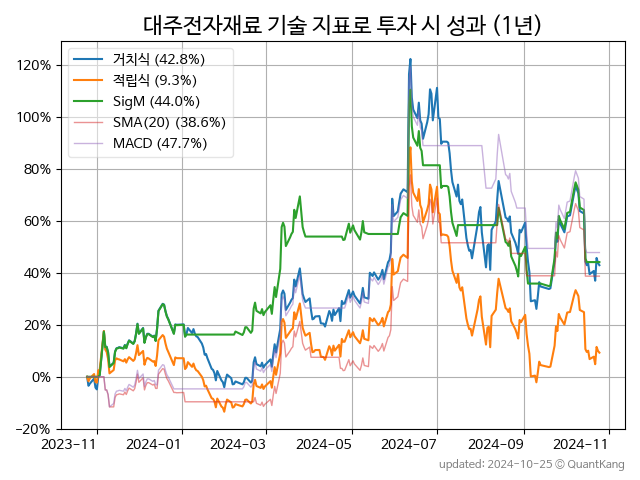 대주전자재료 기술 지표로 투자 시 성과 (1년)
거치식 (42.8%)
적립식 (9.3%)
SigM (44.0%)
SMA(20) (38.6%)
MACD (47.7%)
120%
100%
80%
60%
40%
20%
0%
−20%
2023-11 2024-01 2024-03 2024-05 2024-07 2024-09 2024-11
updated: 2024-10-25 © QuantKang